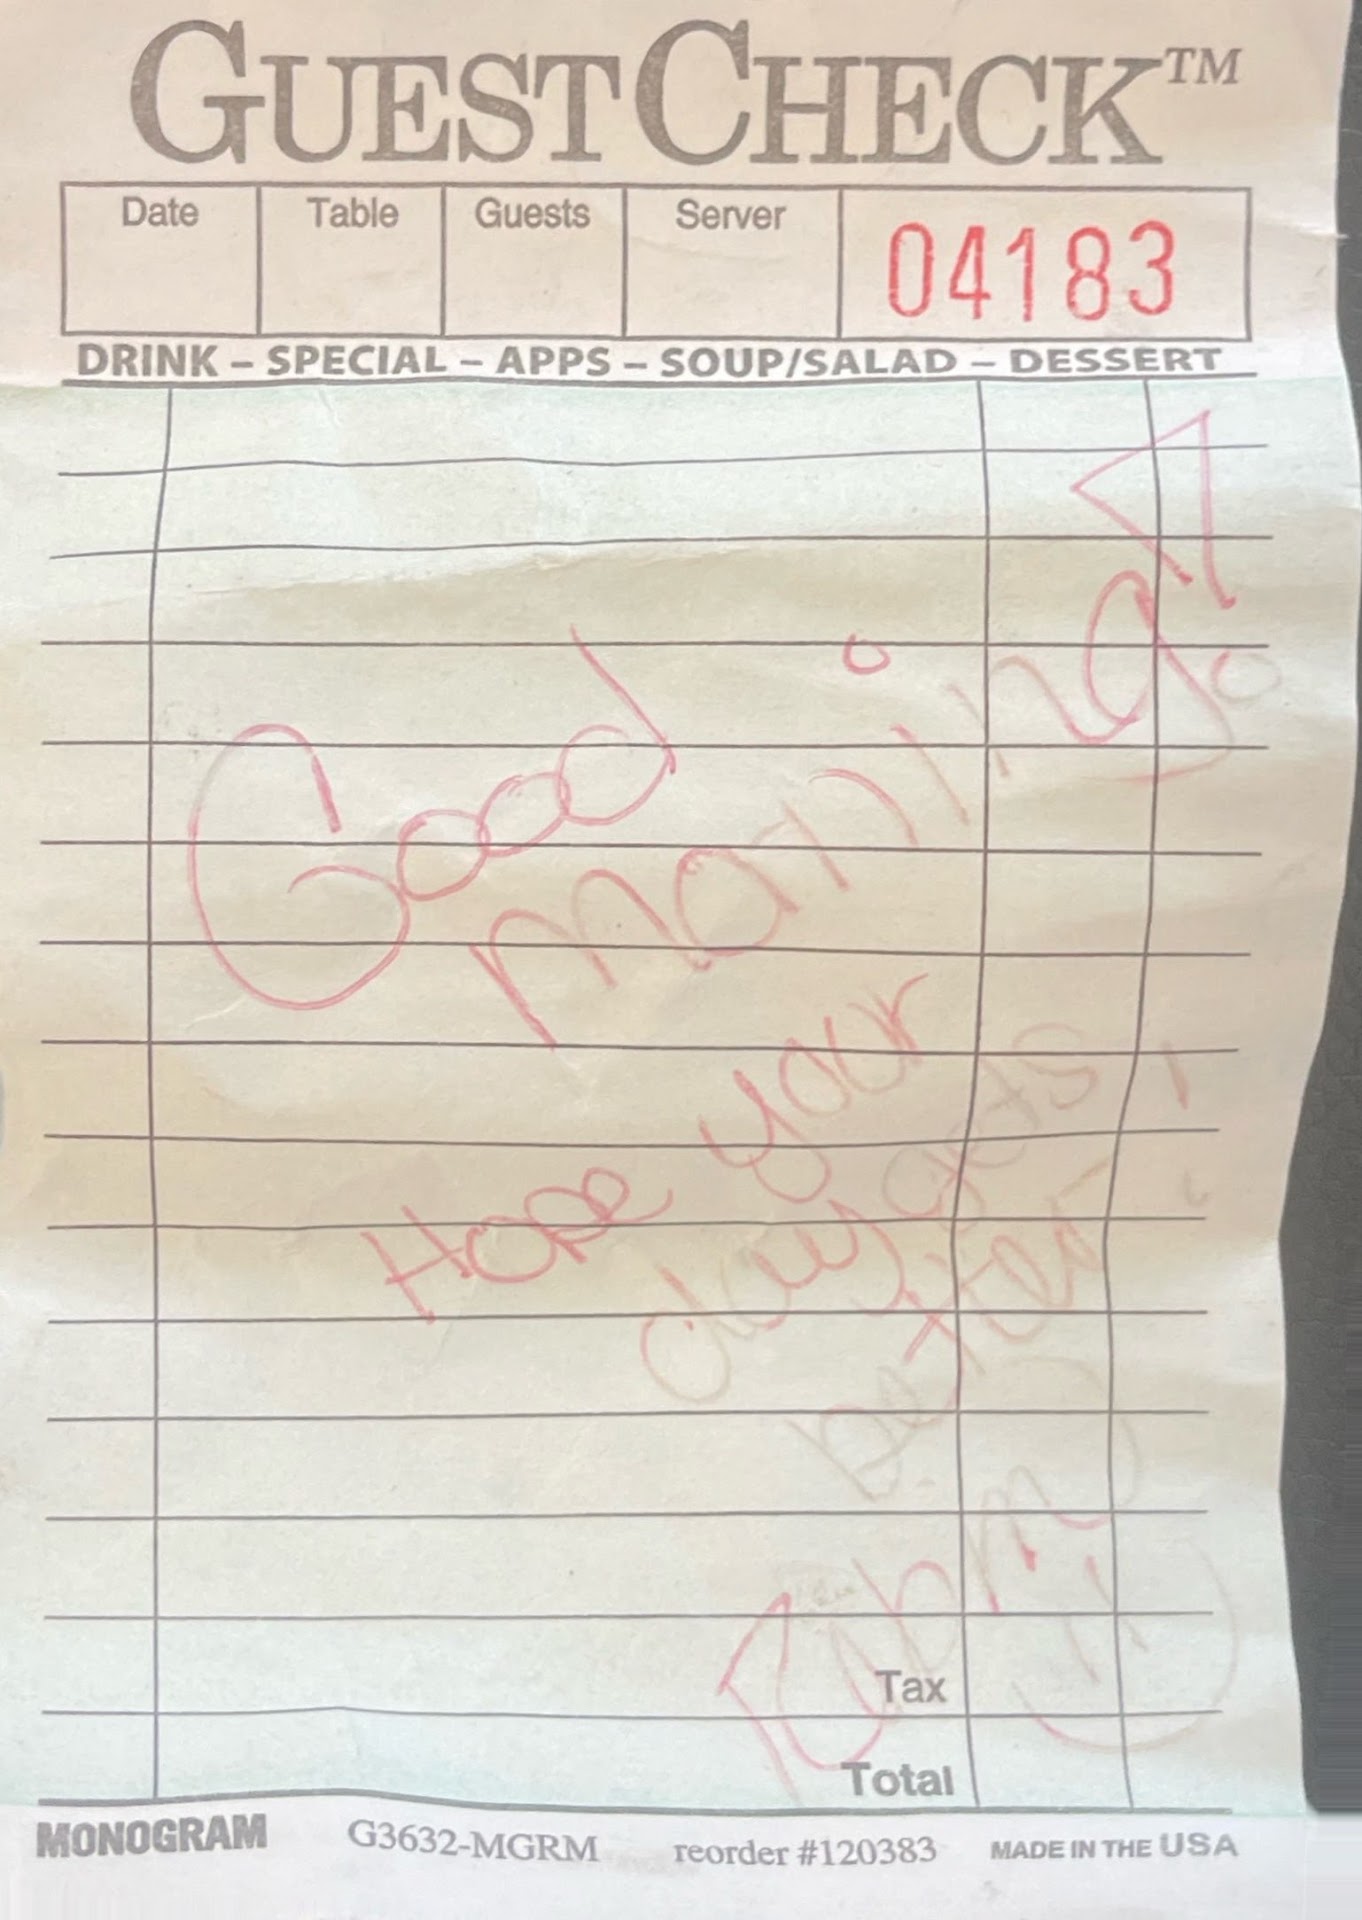 GUESTCHECK™
Date Table Guests Server 04183
DRINK – SPECIAL – APPS – SOUP/SALAD – DESSERT
Good
morning!
Hope your
day gets
better!
Tax
Total
MONOGRAM G3632-MGRM reorder #120383 MADE IN THE USA